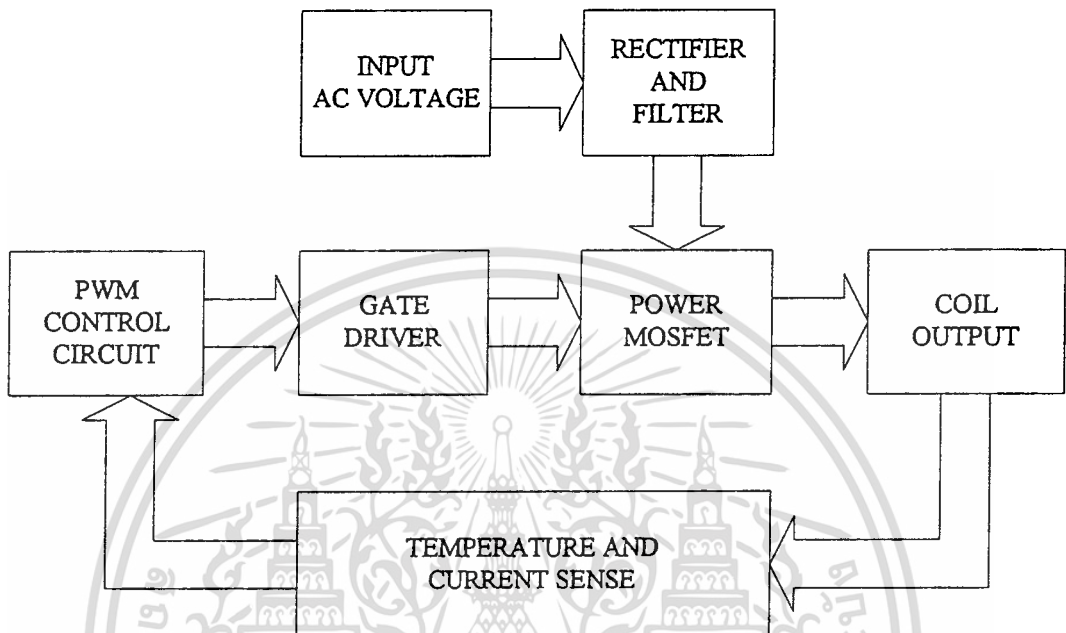 INPUT
AC VOLTAGE
RECTIFIER
AND
FILTER
PWM
CONTROL
CIRCUIT
GATE
DRIVER
POWER
MOSFET
COIL
OUTPUT
TEMPERATURE AND
CURRENT SENSE